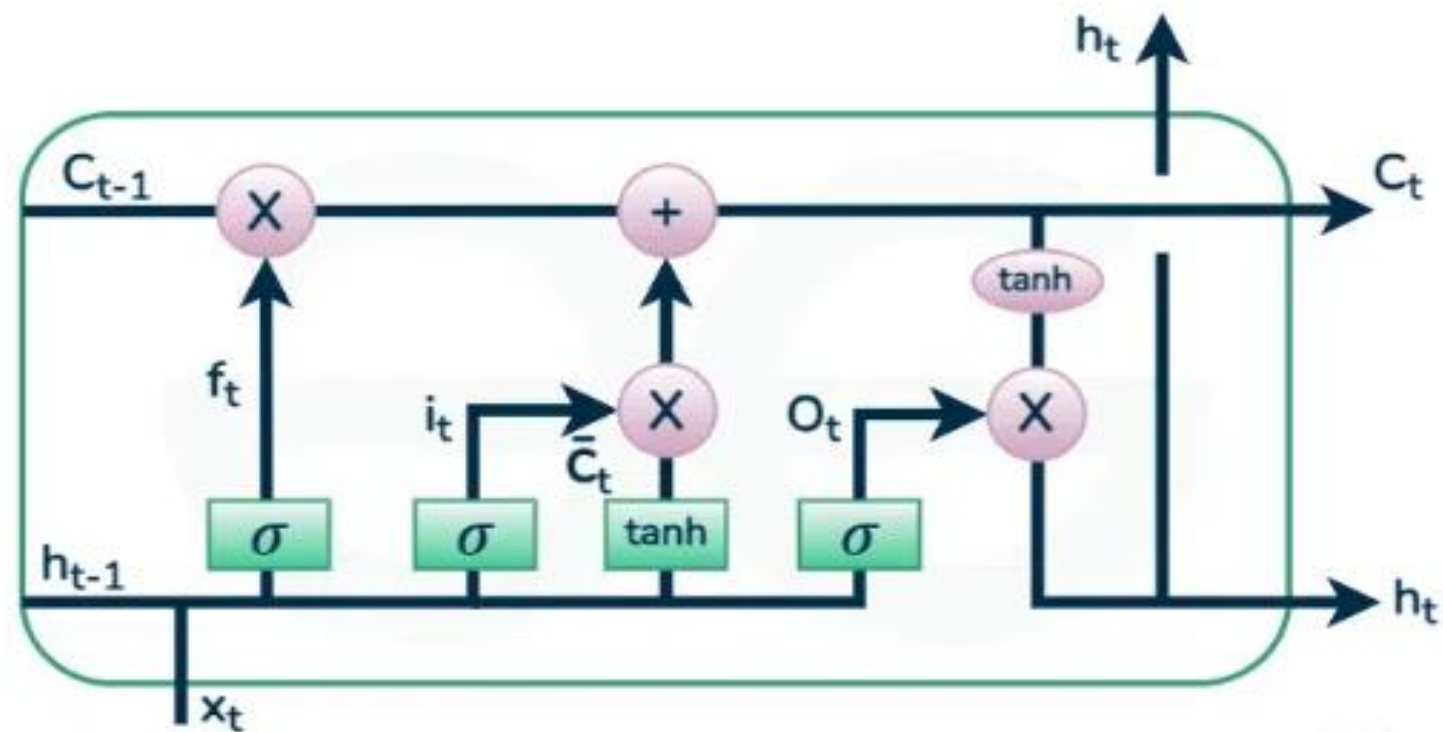 hₜ
Cₜ₋₁ X + Cₜ
tanh
fₜ iₜ X Oₜ X
C̄ₜ
σ σ tanh σ
hₜ₋₁ hₜ
xₜ